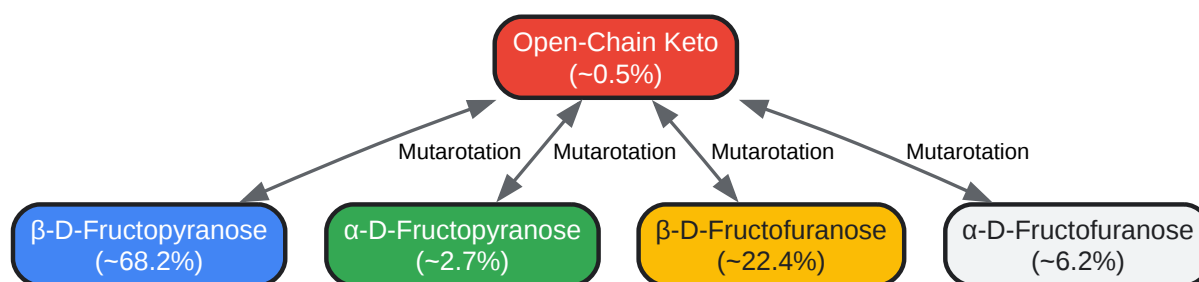 Open-Chain Keto
(~0.5%)
Mutarotation
Mutarotation
Mutarotation
Mutarotation
β-D-Fructopyranose
(~68.2%)
α-D-Fructopyranose
(~2.7%)
β-D-Fructofuranose
(~22.4%)
α-D-Fructofuranose
(~6.2%)